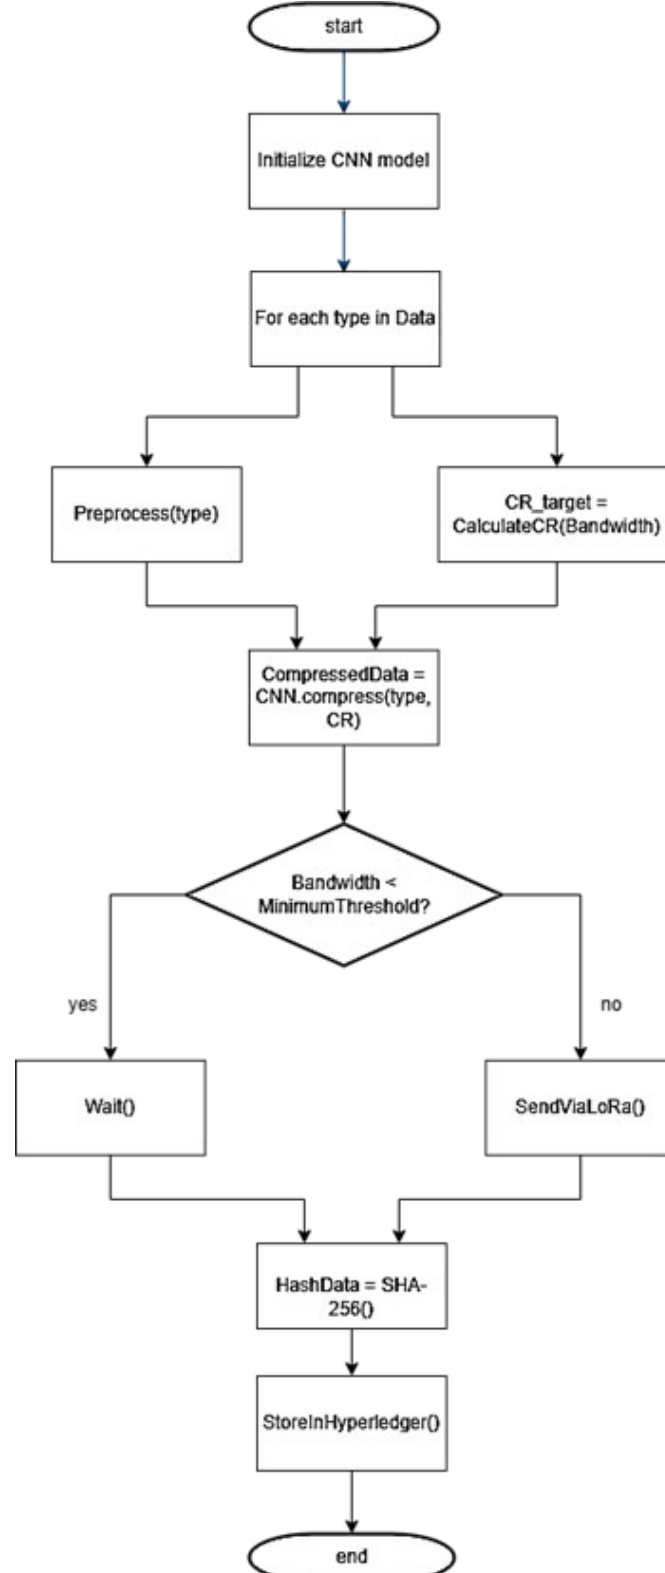 start
Initialize CNN model
For each type in Data
Preprocess(type)
CR_target =
CalculateCR(Bandwidth)
CompressedData =
CNN.compress(type,
CR)
Bandwidth <
MinimumThreshold?
yes
no
Wait()
SendViaLoRa()
HashData = SHA-
256()
StoreInHyperledger()
end